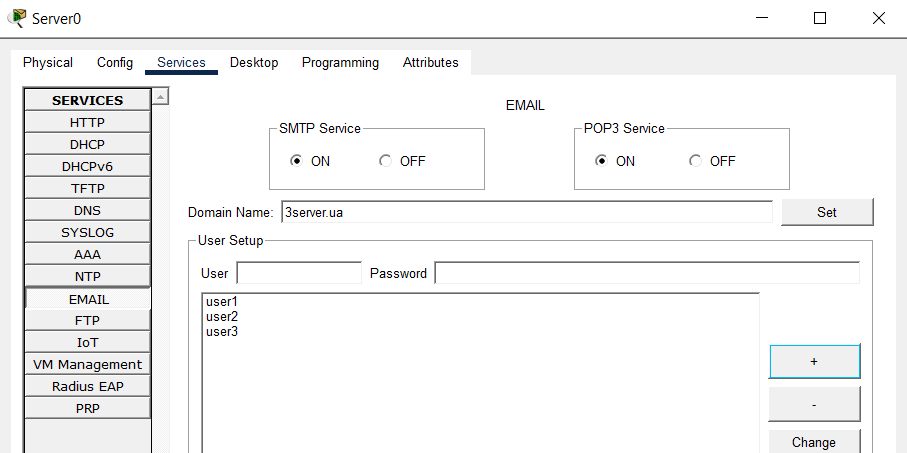 Server0
Physical Config Services Desktop Programming Attributes
SERVICES
HTTP
DHCP
DHCPv6
TFTP
DNS
SYSLOG
AAA
NTP
EMAIL
FTP
IoT
VM Management
Radius EAP
PRP
EMAIL
SMTP Service
ON OFF
POP3 Service
ON OFF
Domain Name: 3server.ua Set
User Setup
User Password
user1
user2
user3
+
-
Change